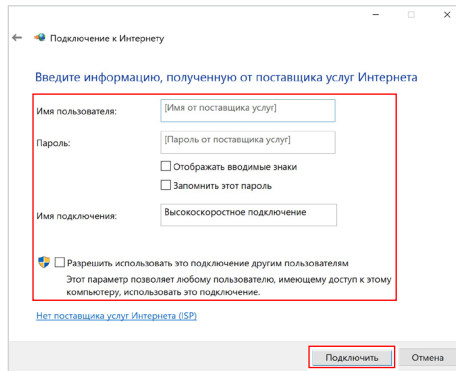 Подключение к Интернету
Введите информацию, полученную от поставщика услуг Интернета
Имя пользователя:
[Имя от поставщика услуг]
Пароль:
[Пароль от поставщика услуг]
Отображать вводимые знаки
Запомнить этот пароль
Имя подключения:
Высокоскоростное подключение
Разрешить использовать это подключение другим пользователям
Этот параметр позволяет любому пользователю, имеющему доступ к этому
компьютеру, использовать это подключение.
Нет поставщика услуг Интернета (ISP)
Подключить
Отмена